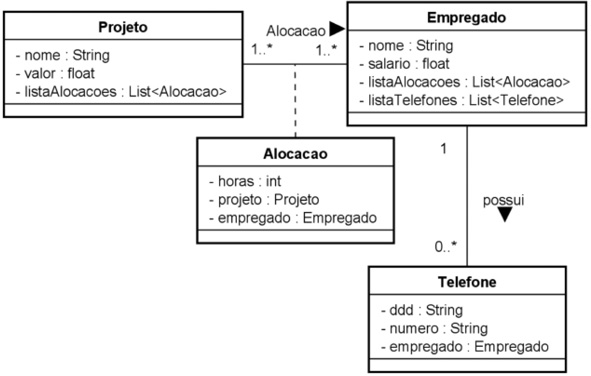 Projeto
- nome : String
- valor : float
- listaAlocacoes : List<Alocacao>
Alocacao
1..*
1..*
Empregado
- nome : String
- salario : float
- listaAlocacoes : List<Alocacao>
- listaTelefones : List<Telefone>
Alocacao
- horas : int
- projeto : Projeto
- empregado : Empregado
1
possui
0..*
Telefone
- ddd : String
- numero : String
- empregado : Empregado